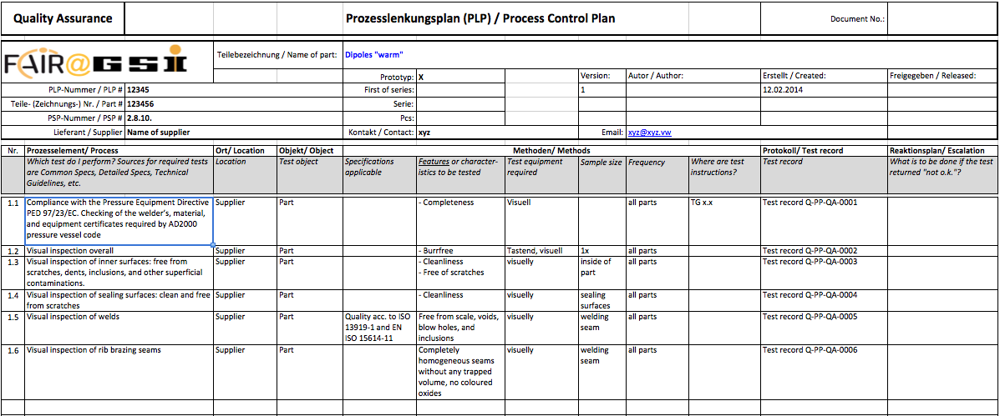 Quality Assurance Prozesslenkungsplan (PLP) / Process Control Plan Document No.:
FAIR@GSI
Teilebezeichnung / Name of part: Dipoles "warm"
Prototyp: X Version: Autor / Author: Erstellt / Created: Freigegeben / Released:
PLP-Nummer / PLP # 12345 First of series: 1 12.02.2014
Teile- (Zeichnungs-) Nr. / Part # 123456 Serie:
PSP-Nummer / PSP # 2.8.10. Pcs:
Lieferant / Supplier Name of supplier Kontakt / Contact: xyz Email: xyz@xyz.vw
Nr. Prozesselement/ Process Ort/ Location Objekt/ Object Methoden/ Methods Protokoll/ Test record Reaktionsplan/ Escalation
Which test do I perform? Sources for required tests Location Test object Specifications Features or character- Test equipment Sample size Frequency Where are test Test record What is to be done if the test
are Common Specs, Detailed Specs, Technical applicable istics to be tested required instructions? returned "not o.k."?
Guidelines, etc.
1.1 Compliance with the Pressure Equipment Directive Supplier Part - Completeness Visuell all parts TG x.x Test record Q-PP-QA-0001
PED 97/23/EC. Checking of the welder's, material,
and equipment certificates required by AD2000
pressure vessel code
1.2 Visual inspection overall Supplier Part - Burrfree Tastend, visuell 1x all parts Test record Q-PP-QA-0002
1.3 Visual inspection of inner surfaces: free from Supplier Part - Cleanliness visuelly inside of all parts Test record Q-PP-QA-0003
scratches, dents, inclusions, and other superficial - Free of scratches part
contaminations.
1.4 Visual inspection of sealing surfaces: clean and free Supplier Part - Cleanliness visuelly sealing all parts Test record Q-PP-QA-0004
from scratches surfaces
1.5 Visual inspection of welds Supplier Part Quality acc. to ISO Free from scale, voids, visuelly welding all parts Test record Q-PP-QA-0005
13919-1 and EN blow holes, and seam
ISO 15614-11 inclusions
1.6 Visual inspection of rib brazing seams Supplier Part Completely visuelly welding all parts Test record Q-PP-QA-0006
homogeneous seams seam
without any trapped
volume, no coloured
oxides